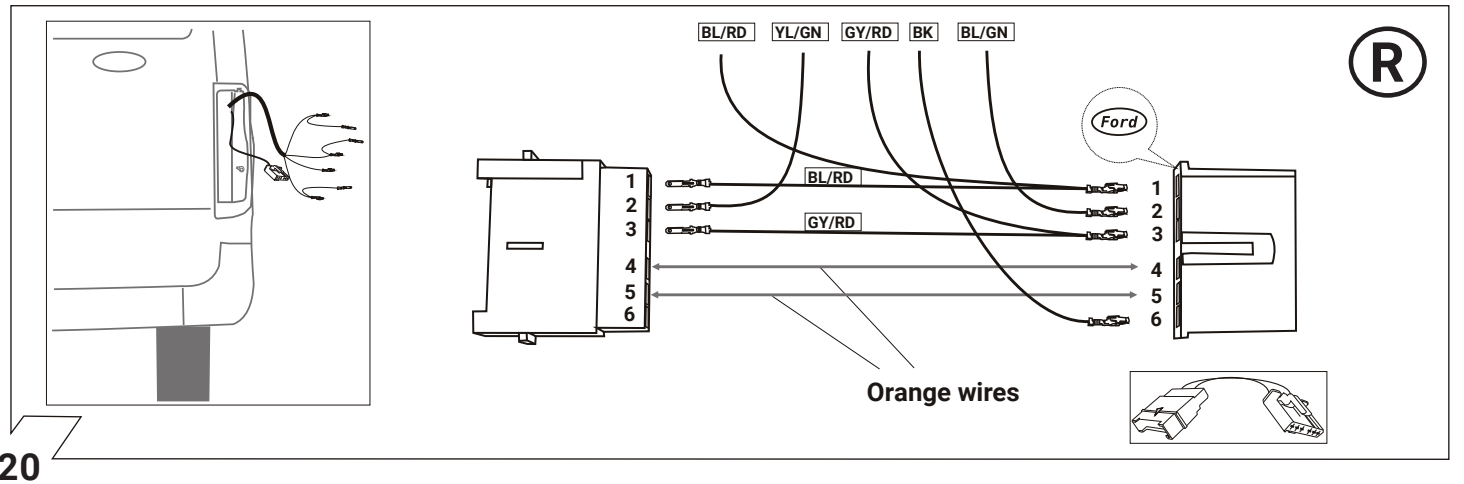 BL/RD YL/GN GY/RD BK BL/GN
R
Ford
1 BL/RD 1
2 2
3 GY/RD 3
4 4
5 5
6 6
Orange wires
20